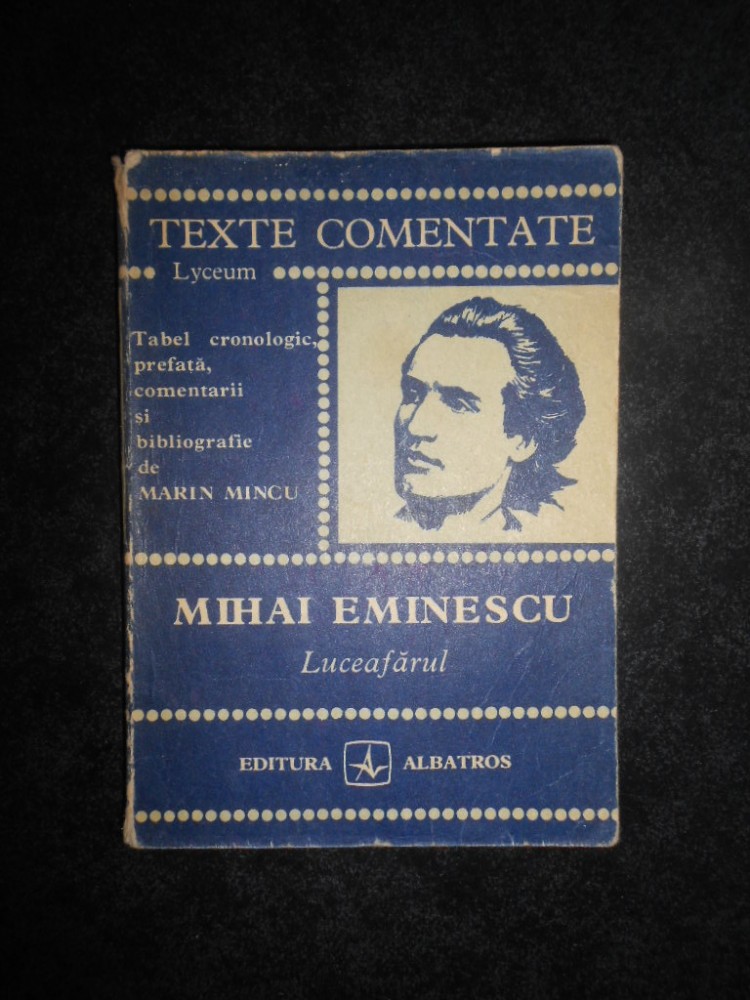 TEXTE COMENTATE
Lyceum
Tabel cronologic,
prefață,
comentarii
și
bibliografie
de
MARIN MINCU
MIHAI EMINESCU
Luceafărul
EDITURA ALBATROS